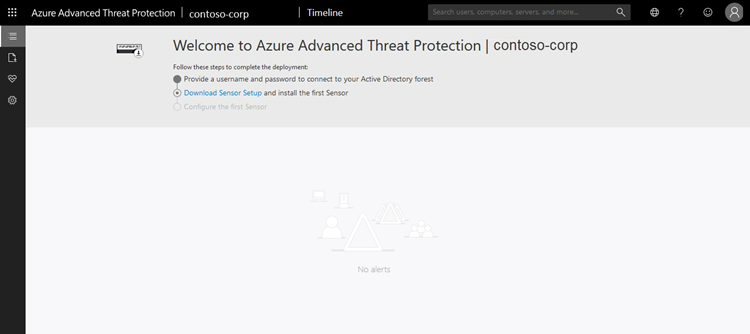 Azure Advanced Threat Protection | contoso-corp | Timeline
Search users, computers, servers, and more...
Welcome to Azure Advanced Threat Protection | contoso-corp
Follow these steps to complete the deployment:
Provide a username and password to connect to your Active Directory forest
Download Sensor Setup and install the first Sensor
Configure the first Sensor
No alerts